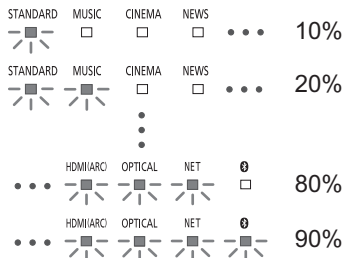 STANDARD MUSIC CINEMA NEWS
10%
STANDARD MUSIC CINEMA NEWS
20%
HDMI(ARC) OPTICAL NET
80%
HDMI(ARC) OPTICAL NET
90%